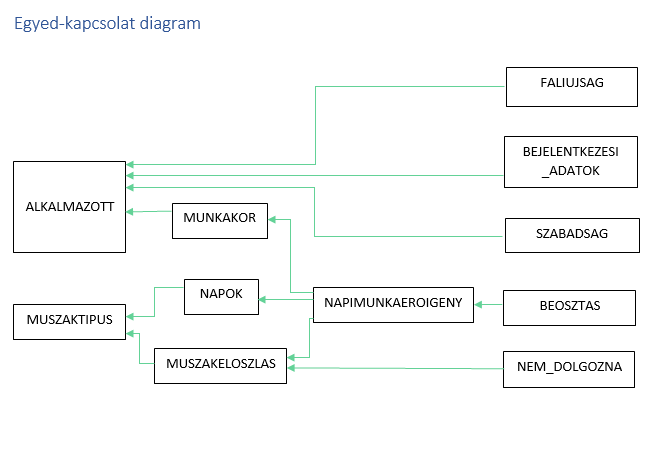 Egyed-kapcsolat diagram
FALIUJSAG
BEJELENTKEZESI
_ADATOK
ALKALMAZOTT
MUNKAKOR
SZABADSAG
NAPOK
NAPIMUNKAEROIGENY
BEOSZTAS
MUSZAKTIPUS
MUSZAKELOSZLAS
NEM_DOLGOZNA